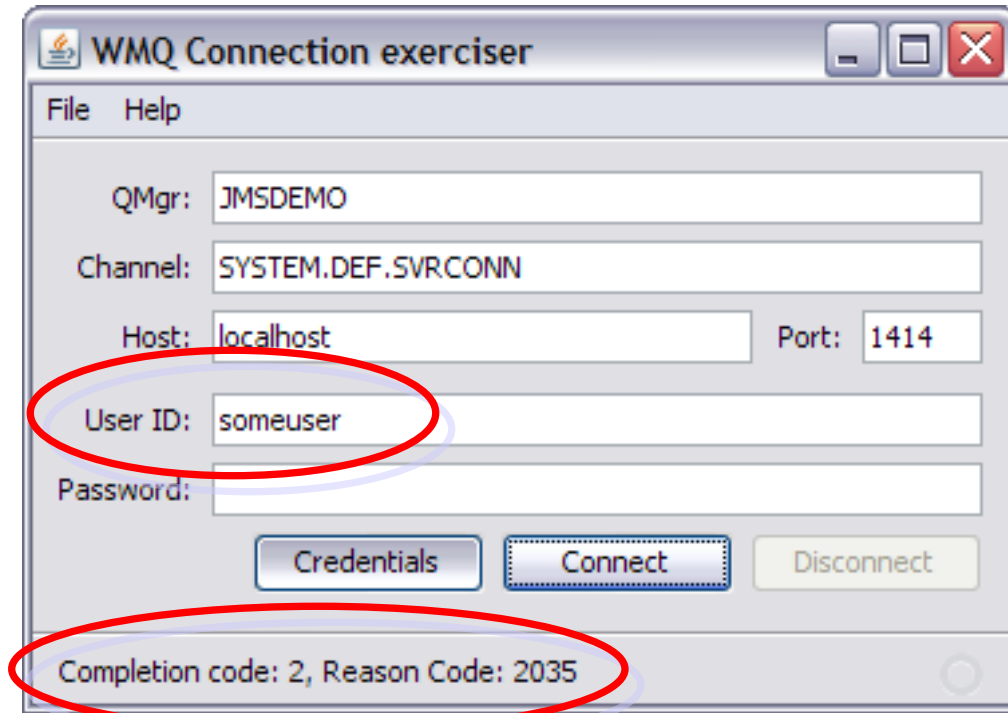 WMQ Connection exerciser
File Help
QMgr: JMSDEMO
Channel: SYSTEM.DEF.SVRCONN
Host: localhost Port: 1414
User ID: someuser
Password:
Credentials Connect Disconnect
Completion code: 2, Reason Code: 2035